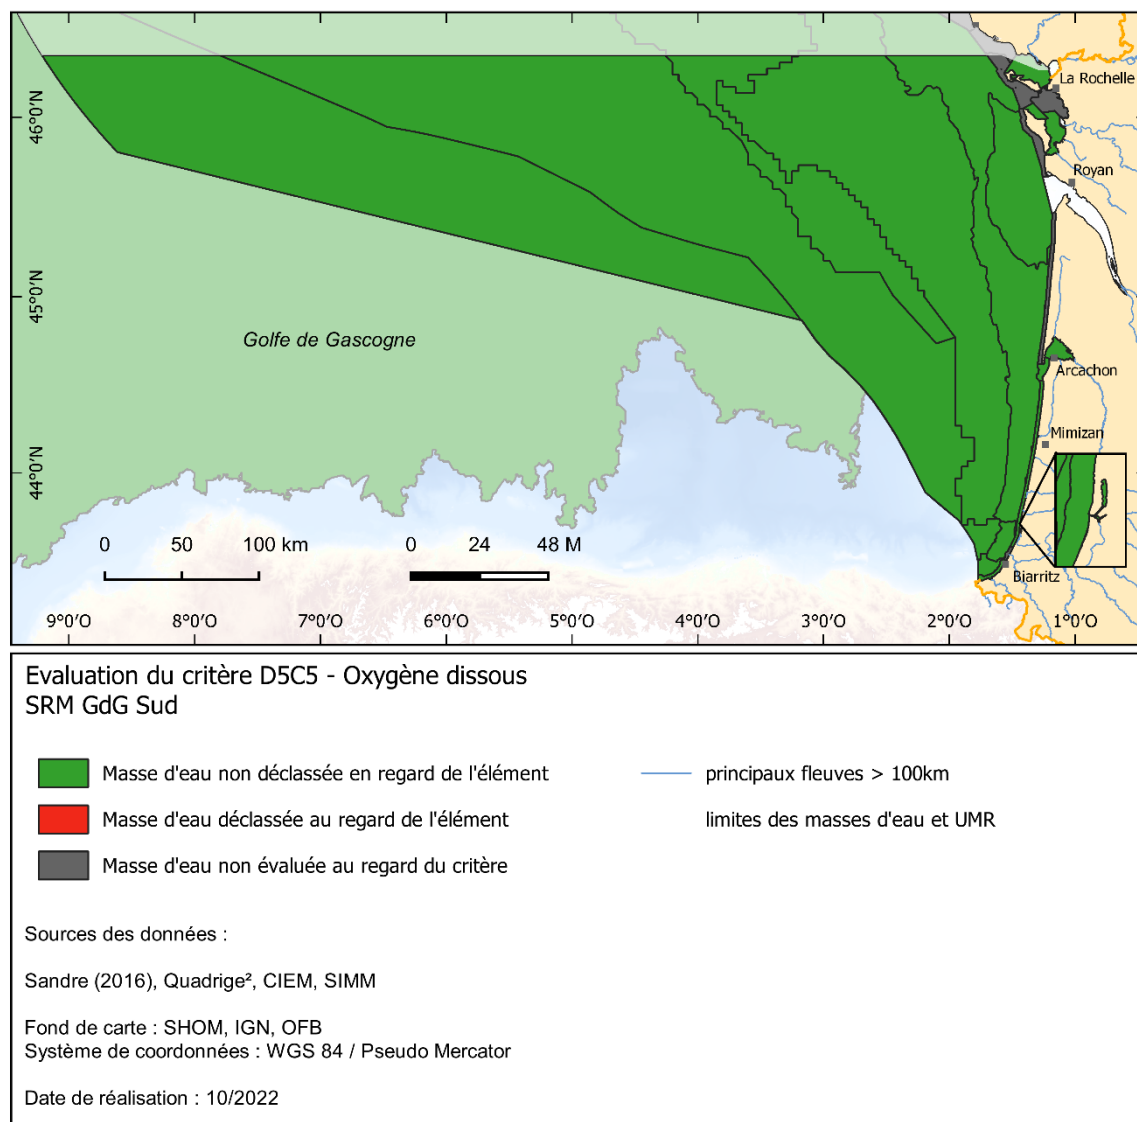 46°0'N
45°0'N
44°0'N
La Rochelle
Royan
Golfe de Gascogne
Arcachon
Mimizan
Biarritz
0 50 100 km
0 24 48 M
9°0'O 8°0'O 7°0'O 6°0'O 5°0'O 4°0'O 3°0'O 2°0'O 1°0'O
Evaluation du critère D5C5 - Oxygène dissous
SRM GdG Sud
Masse d'eau non déclassée en regard de l'élément
Masse d'eau déclassée au regard de l'élément
Masse d'eau non évaluée au regard du critère
principaux fleuves > 100km
limites des masses d'eau et UMR
Sources des données :
Sandre (2016), Quadrige², CIEM, SIMM
Fond de carte : SHOM, IGN, OFB
Système de coordonnées : WGS 84 / Pseudo Mercator
Date de réalisation : 10/2022